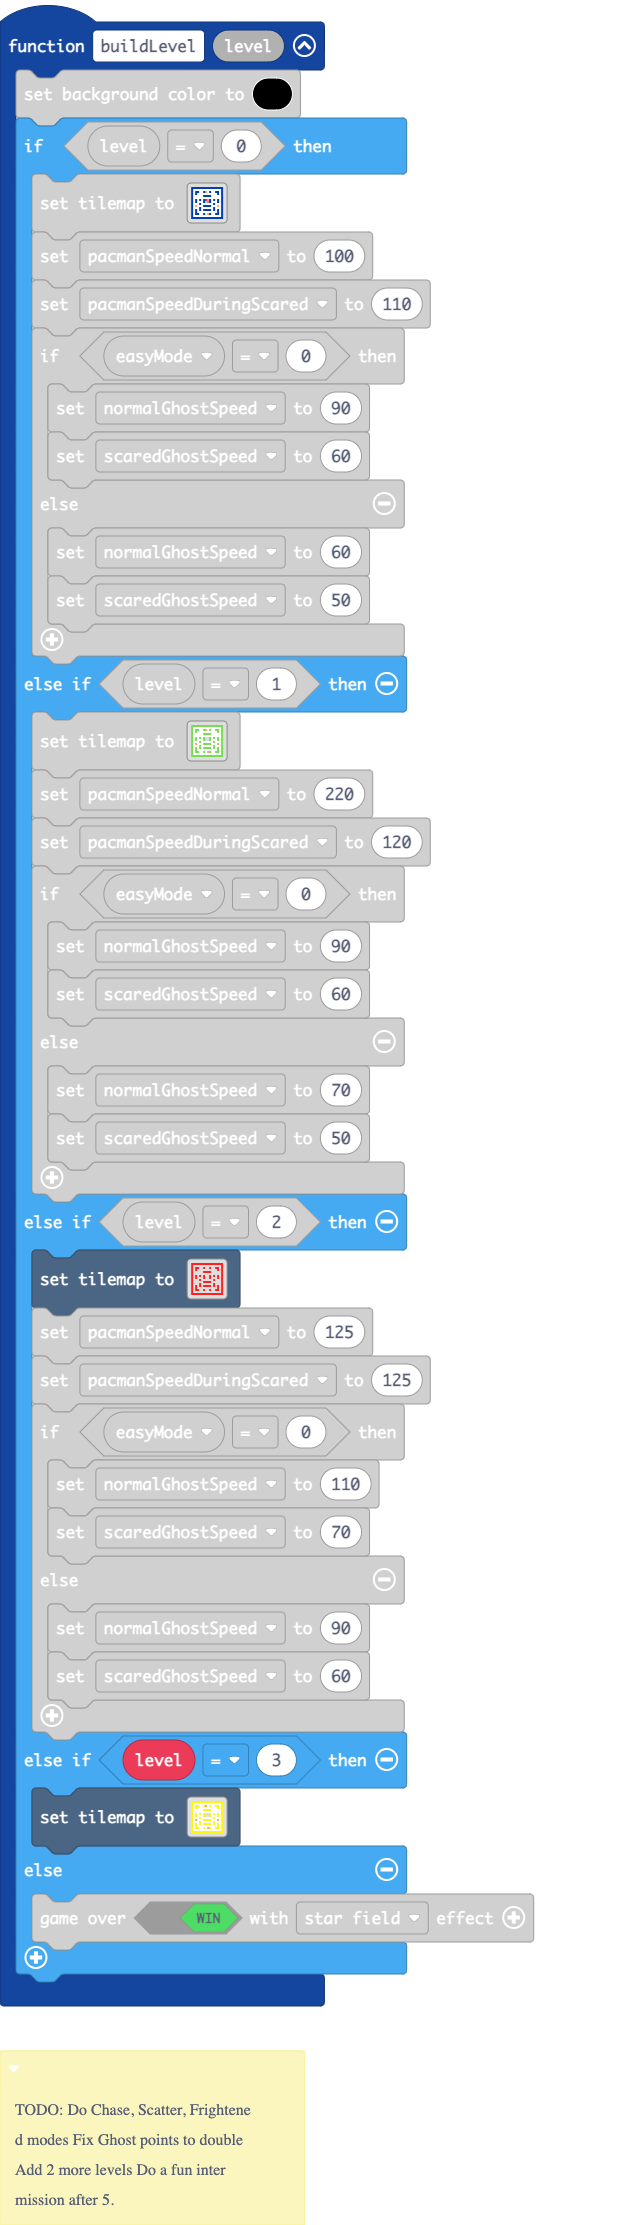 function buildLevel level
set background color to
if level = 0 then
set tilemap to
set pacmanSpeedNormal to 100
set pacmanSpeedDuringScared to 110
if easyMode = 0 then
set normalGhostSpeed to 90
set scaredGhostSpeed to 60
else
set normalGhostSpeed to 60
set scaredGhostSpeed to 50
else if level = 1 then
set tilemap to
set pacmanSpeedNormal to 220
set pacmanSpeedDuringScared to 120
if easyMode = 0 then
set normalGhostSpeed to 90
set scaredGhostSpeed to 60
else
set normalGhostSpeed to 70
set scaredGhostSpeed to 50
else if level = 2 then
set tilemap to
set pacmanSpeedNormal to 125
set pacmanSpeedDuringScared to 125
if easyMode = 0 then
set normalGhostSpeed to 110
set scaredGhostSpeed to 70
else
set normalGhostSpeed to 90
set scaredGhostSpeed to 60
else if level = 3 then
set tilemap to
else
game over WIN with star field effect
TODO: Do Chase, Scatter, Frightene
d modes Fix Ghost points to double
Add 2 more levels Do a fun inter
mission after 5.